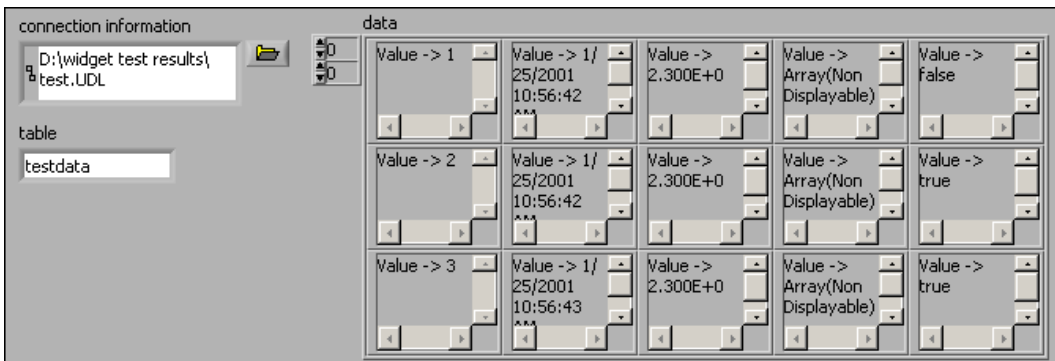 connection information
D:\widget test results\
test.UDL
table
testdata
0
0
data
Value -> 1
Value -> 1/
25/2001
10:56:42
AM
Value ->
2.300E+0
Value ->
Array(Non
Displayable)
Value ->
false
Value -> 2
Value -> 1/
25/2001
10:56:42
AM
Value ->
2.300E+0
Value ->
Array(Non
Displayable)
Value ->
true
Value -> 3
Value -> 1/
25/2001
10:56:43
AM
Value ->
2.300E+0
Value ->
Array(Non
Displayable)
Value ->
true